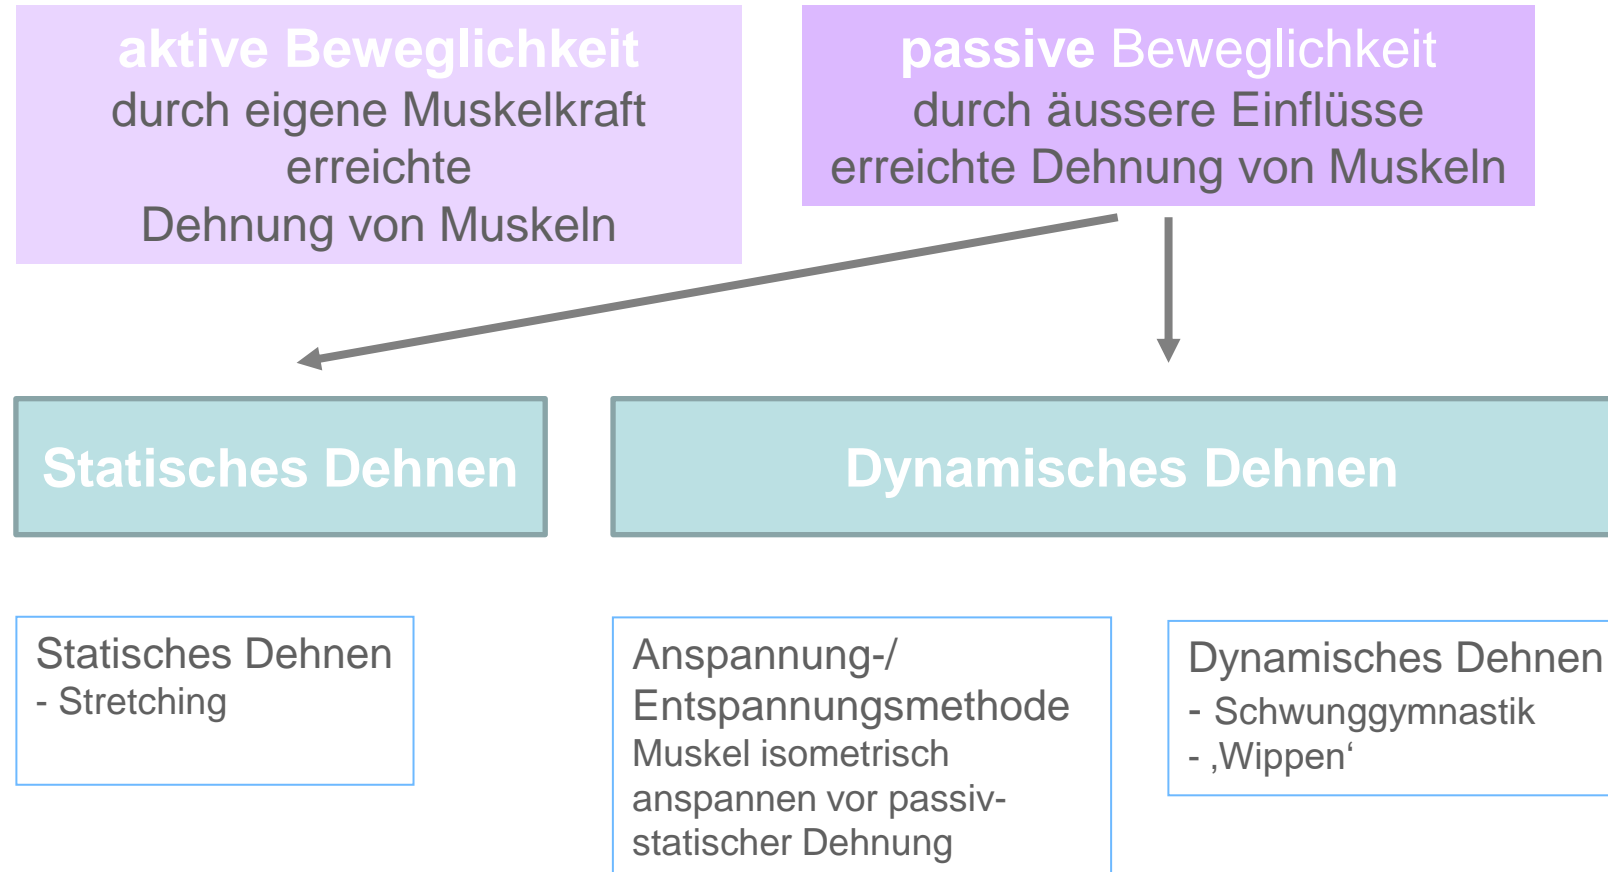 aktive Beweglichkeit
durch eigene Muskelkraft
erreichte
Dehnung von Muskeln
passive Beweglichkeit
durch äussere Einflüsse
erreichte Dehnung von Muskeln
Statisches Dehnen
Dynamisches Dehnen
Statisches Dehnen
- Stretching
Anspannung-/
Entspannungsmethode
Muskel isometrisch
anspannen vor passiv-
statischer Dehnung
Dynamisches Dehnen
- Schwunggymnastik
- ‚Wippen‘